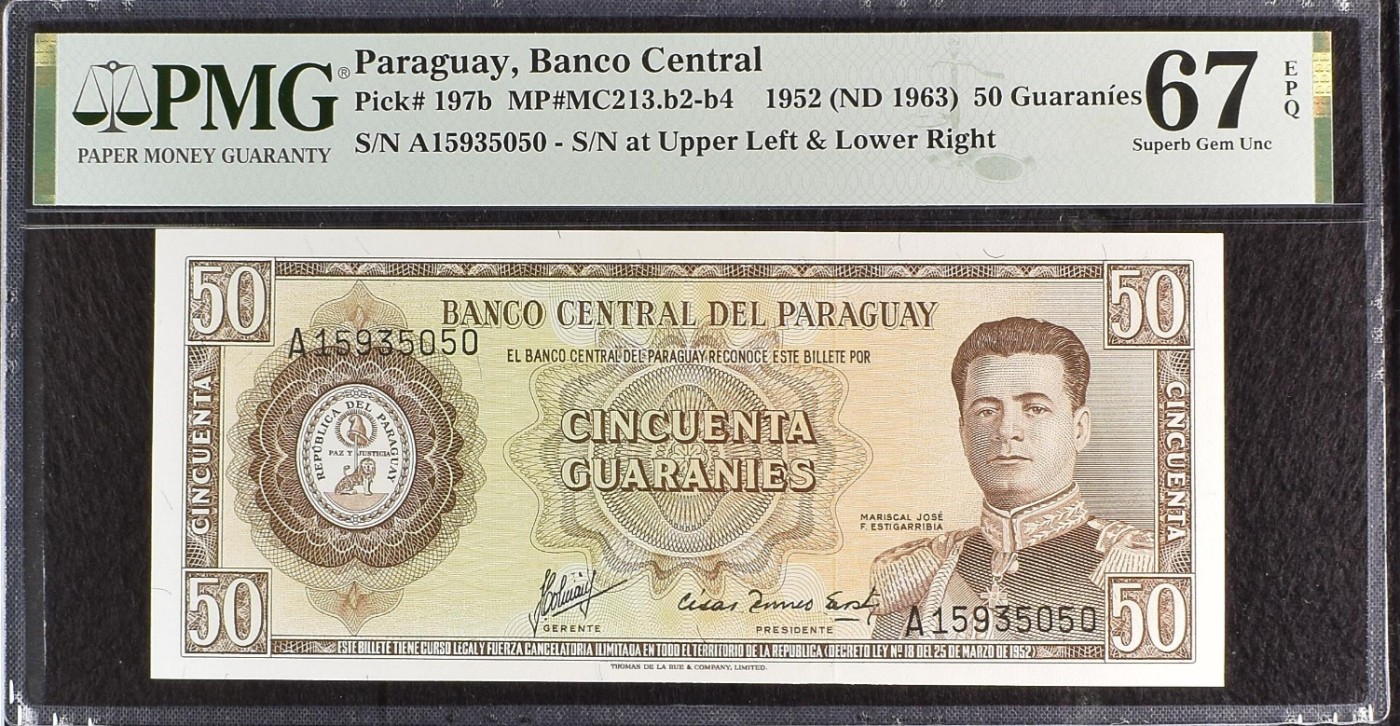 PMG®
PAPER MONEY GUARANTY
Paraguay, Banco Central
Pick# 197b MP#MC213.b2-b4 1952 (ND 1963) 50 Guaraníes
S/N A15935050 - S/N at Upper Left & Lower Right
67
EPQ
Superb Gem Unc
50
50
BANCO CENTRAL DEL PARAGUAY
A15935050
EL BANCO CENTRAL DEL PARAGUAY RECONOCE ESTE BILLETE POR
CINCUENTA
REPÚBLICA DEL PARAGUAY
PAZ Y JUSTICIA
CINCUENTA
GUARANIES
CINCUENTA
MARISCAL JOSÉ
F. ESTIGARRIBIA
GERENTE
PRESIDENTE
A15935050
50
50
ESTE BILLETE TIENE CURSO LEGAL Y FUERZA CANCELATORIA ILIMITADA EN TODO EL TERRITORIO DE LA REPUBLICA (DECRETO LEY Nº 18 DEL 25 DE MARZO DE 1952)
THOMAS DE LA RUE & COMPANY, LIMITED.